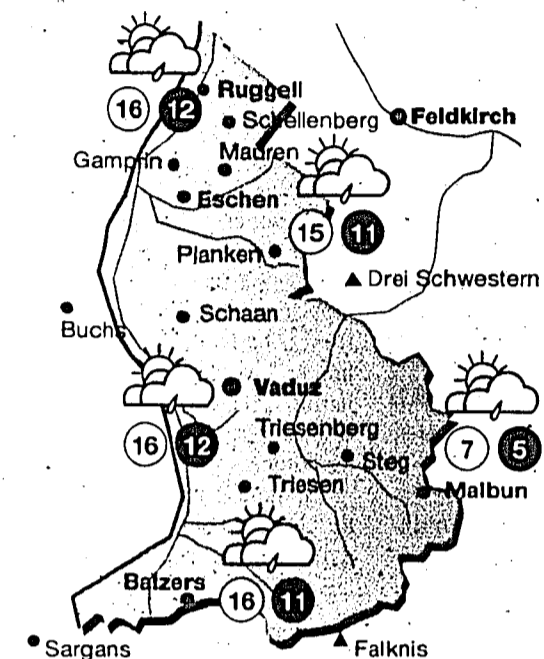 Ruggell
16 12
Schellenberg
Feldkirch
Gamprin
Mauren
Eschen
15 11
Planken
Drei Schwestern
Buchs
Schaan
Vaduz
16 12
Triesenberg
7 5
Steg
Triesen
Malbun
Balzers
16 11
Sargans
Falknis